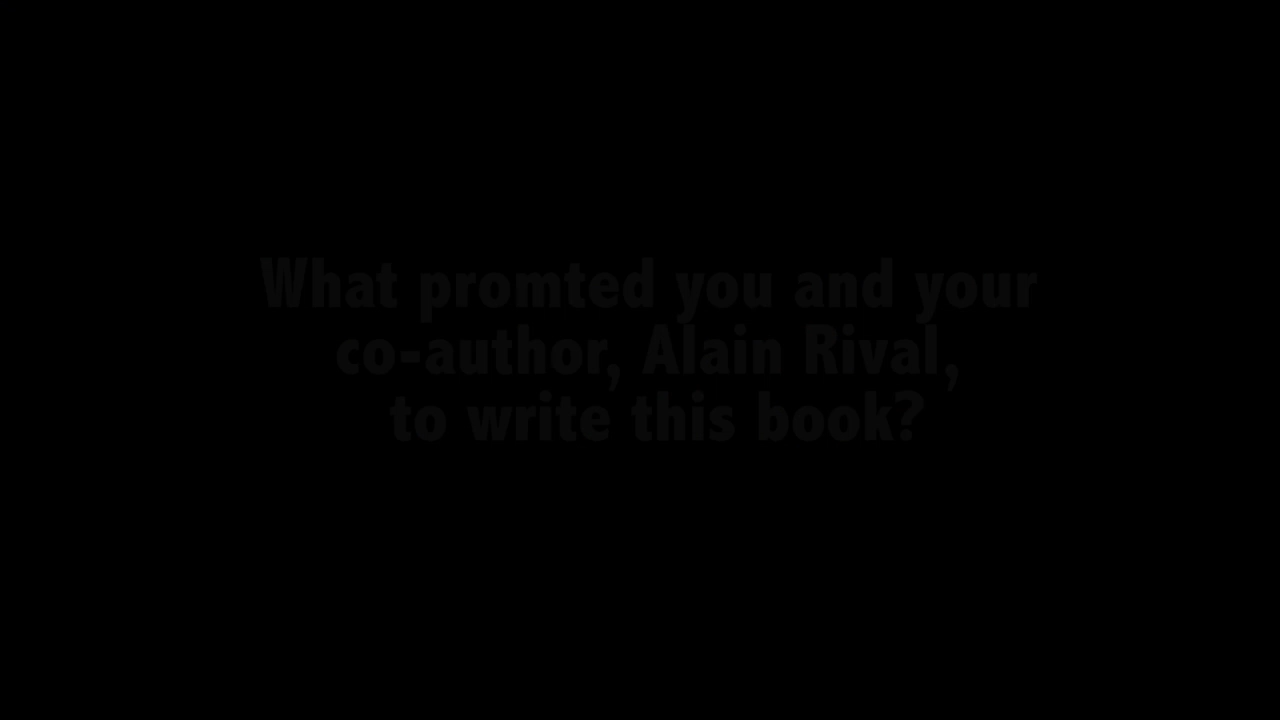 What promted you and your
co-author, Alain Rival,
to write this book?